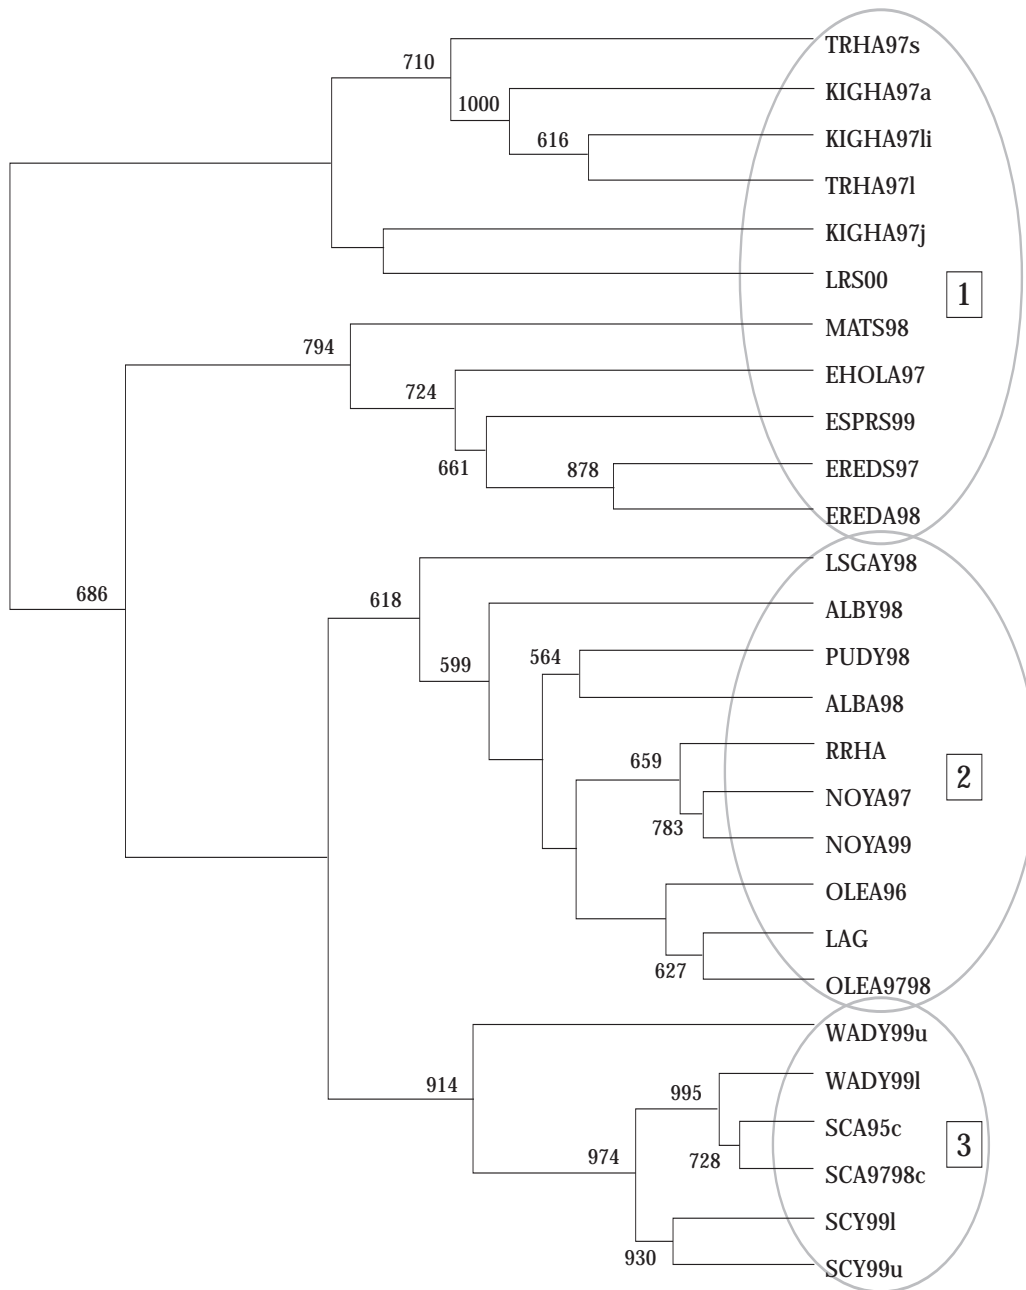 TRHA97s
710
KIGHA97a
1000
KIGHA97li
616
TRHA97l
KIGHA97j
LRS00
1
MATS98
794
EHOLA97
724
ESPRS99
661
EREDS97
878
EREDA98
LSGAY98
686
618
ALBY98
PUDY98
599
564
ALBA98
RRHA
659
2
NOYA97
783
NOYA99
OLEA96
LAG
627
OLEA9798
WADY99u
WADY99l
914
995
SCA95c
3
974
728
SCA9798c
SCY99l
930
SCY99u